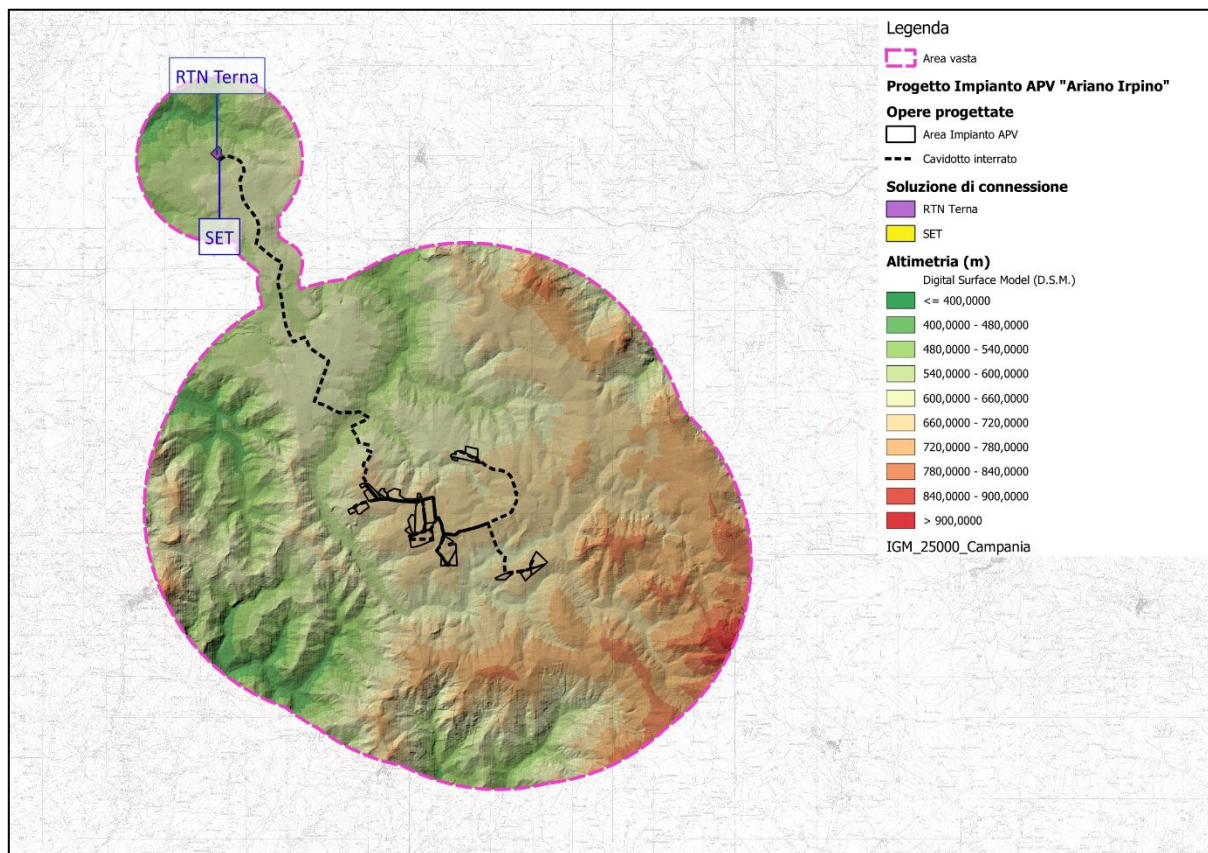 RTN Terna
SET
Legenda
Area vasta
Progetto Impianto APV "Ariano Irpino"
Opere progettate
Area Impianto APV
Cavidotto interrato
Soluzione di connessione
RTN Terna
SET
Altimetria (m)
Digital Surface Model (D.S.M.)
<= 400,0000
400,0000 - 480,0000
480,0000 - 540,0000
540,0000 - 600,0000
600,0000 - 660,0000
660,0000 - 720,0000
720,0000 - 780,0000
780,0000 - 840,0000
840,0000 - 900,0000
> 900,0000
IGM_25000_Campania